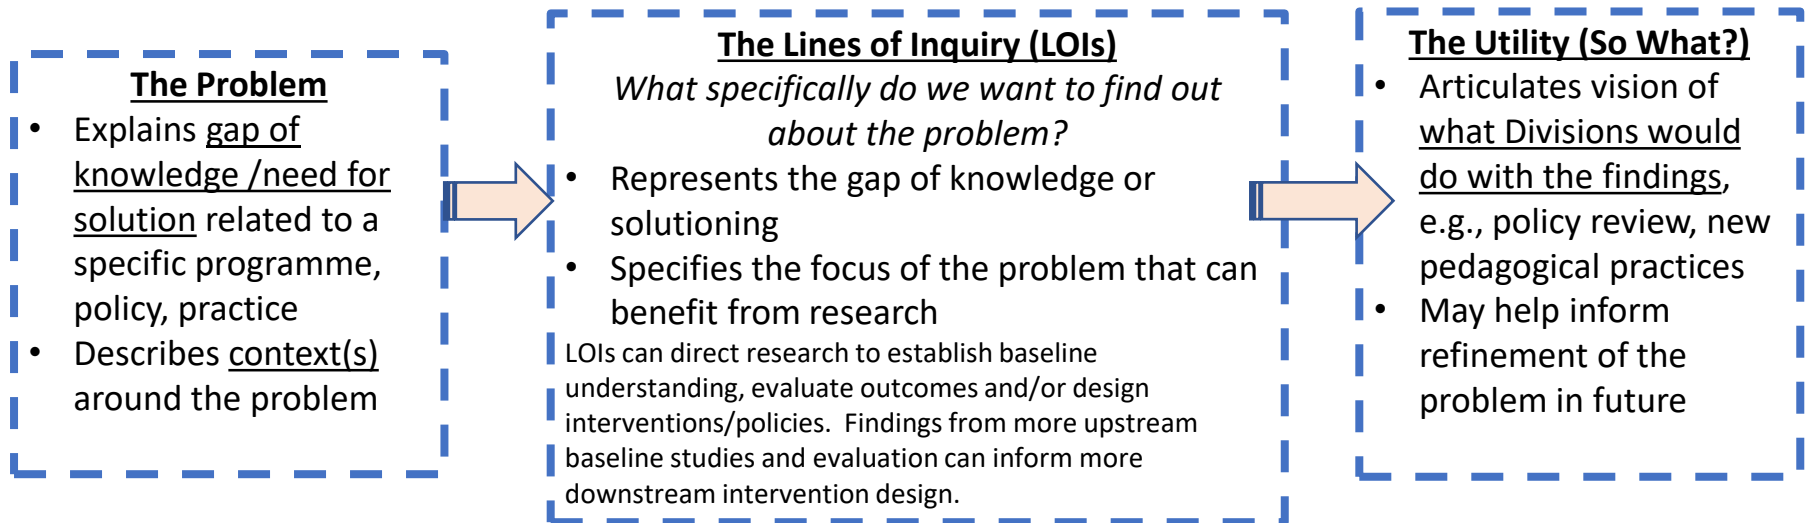 The Problem
• Explains gap of
knowledge /need for
solution related to a
specific programme,
policy, practice
• Describes context(s)
around the problem
The Lines of Inquiry (LOIs)
What specifically do we want to find out
about the problem?
• Represents the gap of knowledge or
solutioning
• Specifies the focus of the problem that can
benefit from research
LOIs can direct research to establish baseline
understanding, evaluate outcomes and/or design
interventions/policies. Findings from more upstream
baseline studies and evaluation can inform more
downstream intervention design.
The Utility (So What?)
• Articulates vision of
what Divisions would
do with the findings,
e.g., policy review, new
pedagogical practices
• May help inform
refinement of the
problem in future